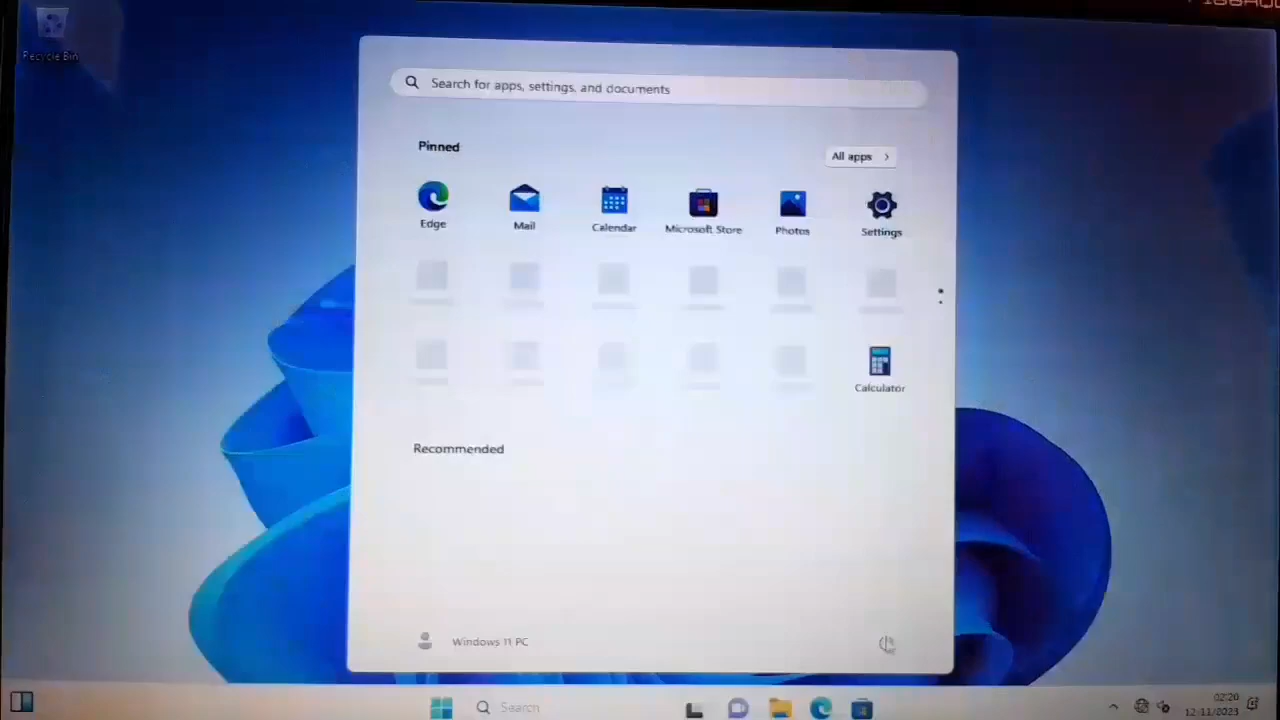 Recycle Bin
Search for apps, settings, and documents
Pinned
All apps
Edge
Mail
Calendar
Microsoft Store
Photos
Settings
Calculator
Recommended
Windows 11 PC
Search
02:20
12-11-2023